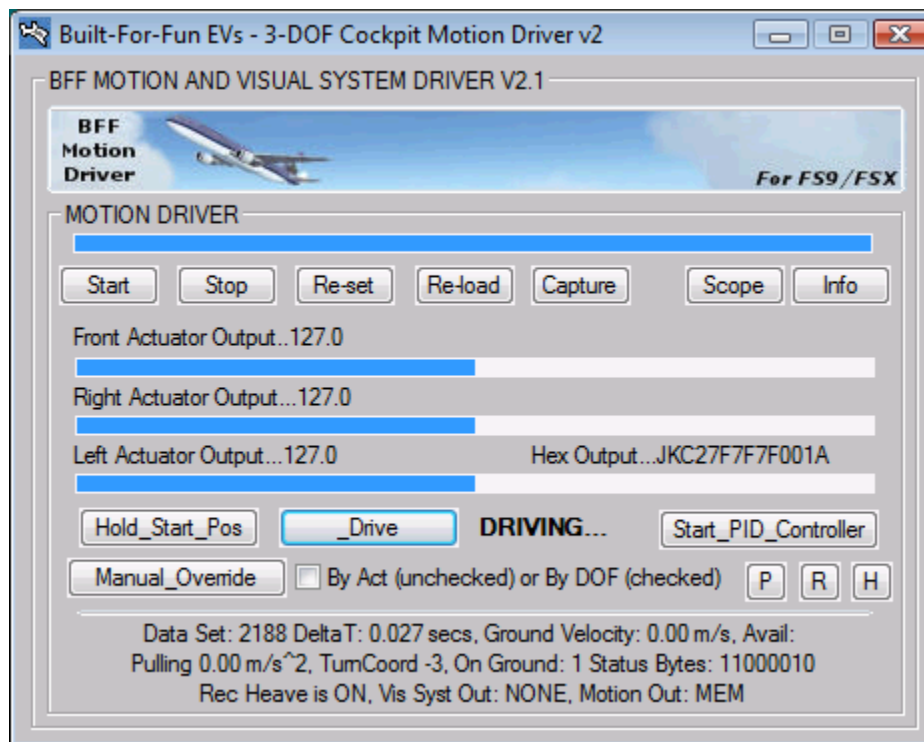 Built-For-Fun EVs - 3-DOF Cockpit Motion Driver v2
BFF MOTION AND VISUAL SYSTEM DRIVER V2.1
BFF
Motion
Driver
For FS9/FSX
MOTION DRIVER
Start Stop Re-set Re-load Capture Scope Info
Front Actuator Output..127.0
Right Actuator Output...127.0
Left Actuator Output...127.0 Hex Output...JKC27F7F7F001A
Hold_Start_Pos _Drive DRIVING... Start_PID_Controller
Manual_Override By Act (unchecked) or By DOF (checked) P R H
Data Set: 2188 DeltaT: 0.027 secs, Ground Velocity: 0.00 m/s, Avail:
Pulling 0.00 m/s^2, TurnCoord -3, On Ground: 1 Status Bytes: 11000010
Rec Heave is ON, Vis Syst Out: NONE, Motion Out: MEM